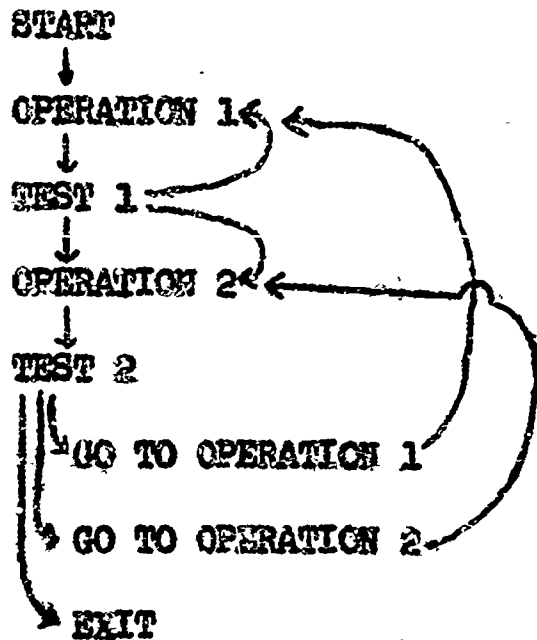 START
OPERATION 1
TEST 1
OPERATION 2
TEST 2
GO TO OPERATION 1
GO TO OPERATION 2
EXIT